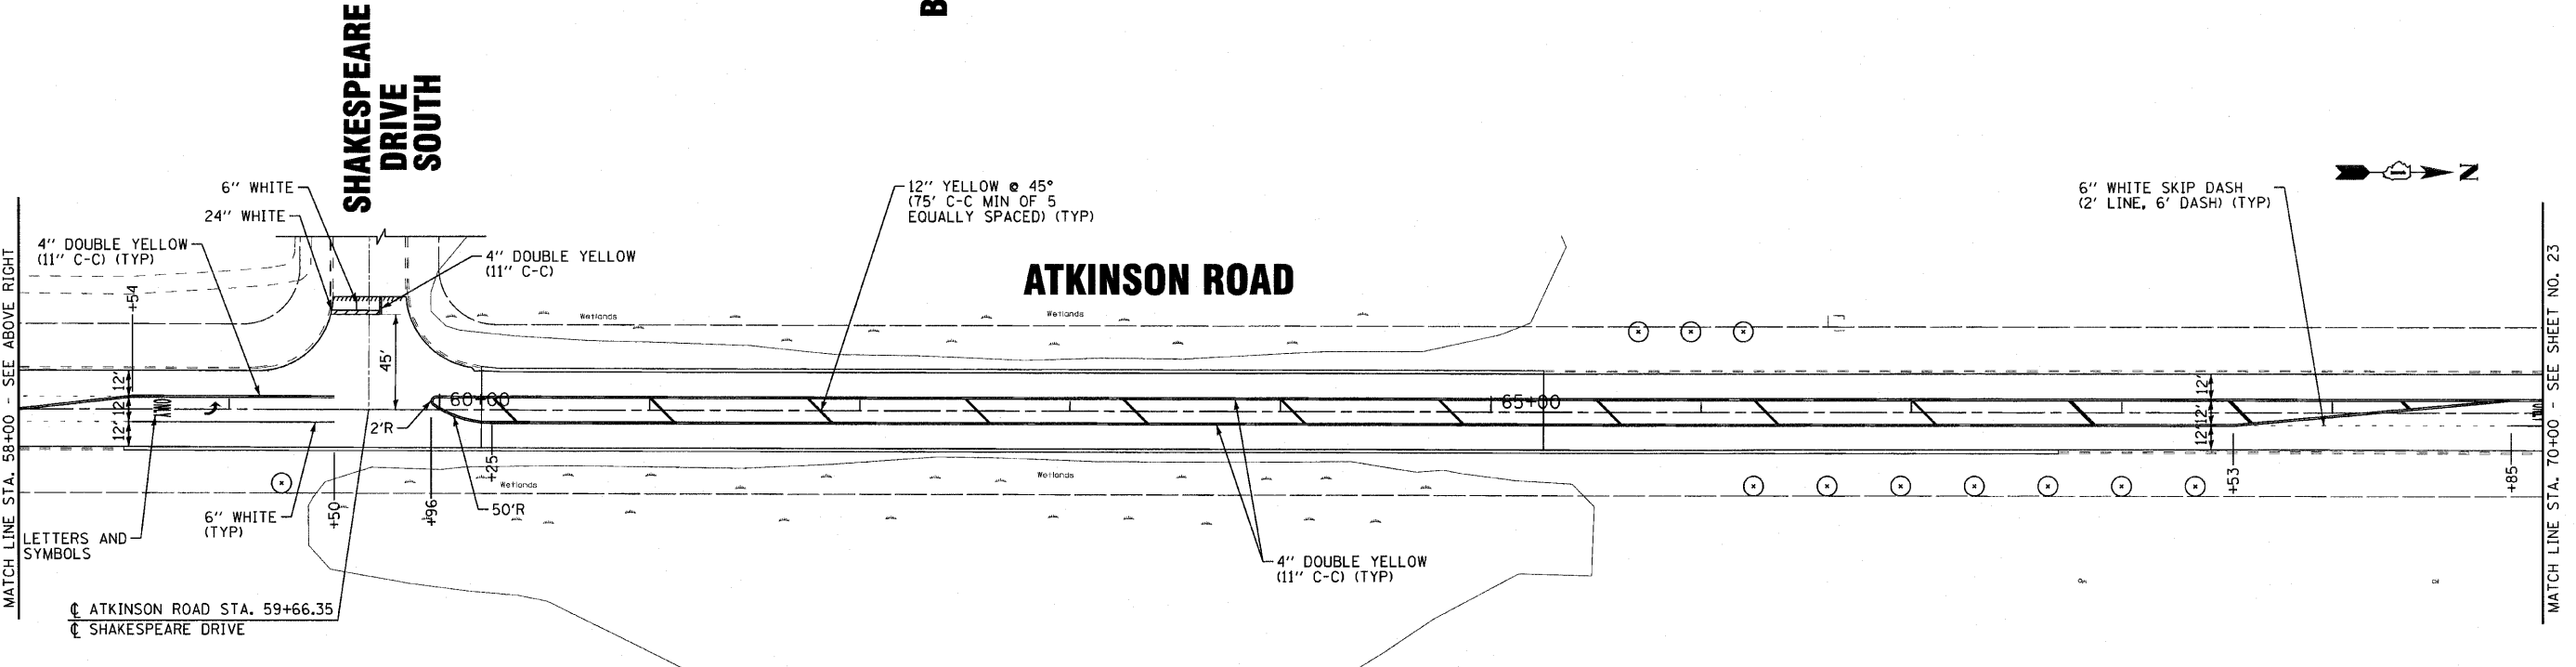 SHAKESPEARE
DRIVE
SOUTH
B
6" WHITE
24" WHITE
4" DOUBLE YELLOW
(11" C-C) (TYP)
4" DOUBLE YELLOW
(11" C-C)
12" YELLOW @ 45°
(75' C-C MIN OF 5
EQUALLY SPACED) (TYP)
ATKINSON ROAD
6" WHITE SKIP DASH
(2' LINE, 6' DASH) (TYP)
N
MATCH LINE STA. 58+00 - SEE ABOVE RIGHT
MATCH LINE STA. 70+00 - SEE SHEET NO. 23
+54
Wetlands
Wetlands
45'
12'
12'
12'
ONLY
60+00
65+00
12'
12'
12'
2'R
+25
+50
+96
50'R
Wetlands
Wetlands
+53
+85
6" WHITE
(TYP)
LETTERS AND
SYMBOLS
4" DOUBLE YELLOW
(11" C-C) (TYP)
℄ ATKINSON ROAD STA. 59+66.35
℄ SHAKESPEARE DRIVE